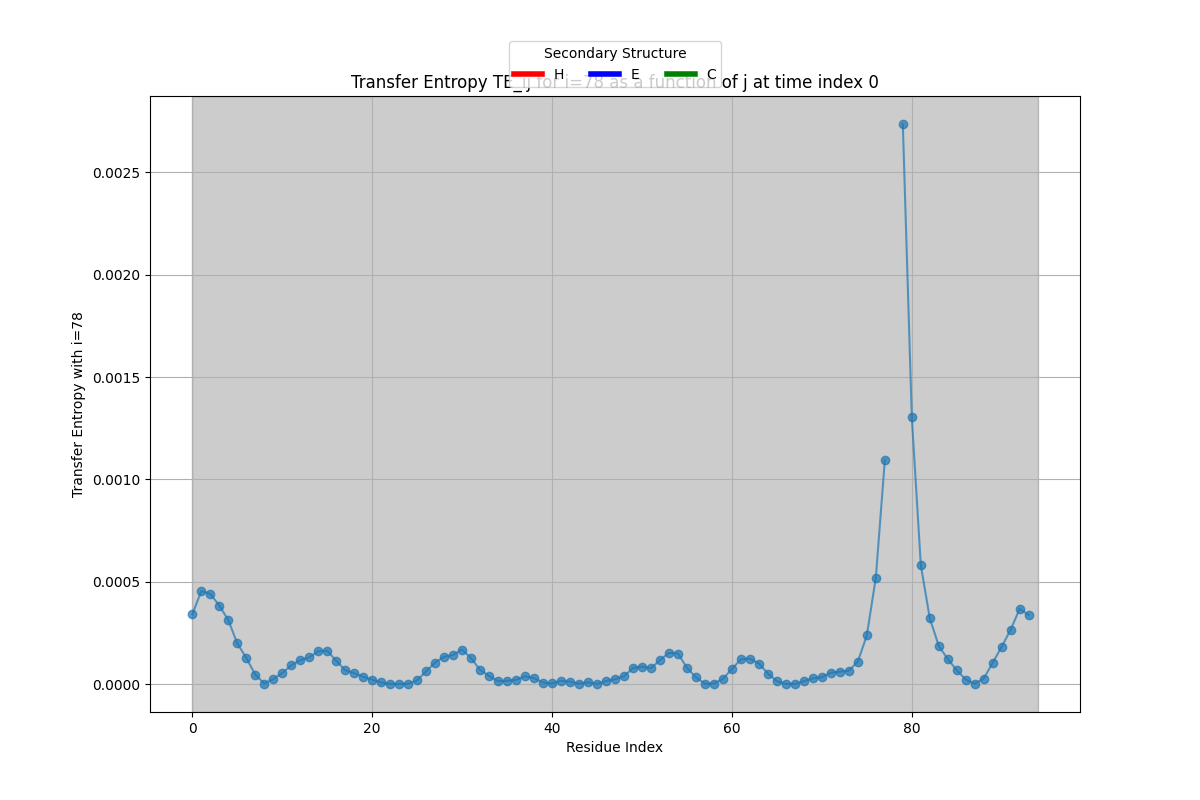 Secondary Structure
H E C
Transfer Entropy TE_ij for i=78 as a function of j at time index 0
0.0025
0.0020
0.0015
0.0010
0.0005
0.0000
Transfer Entropy with i=78
0 20 40 60 80
Residue Index